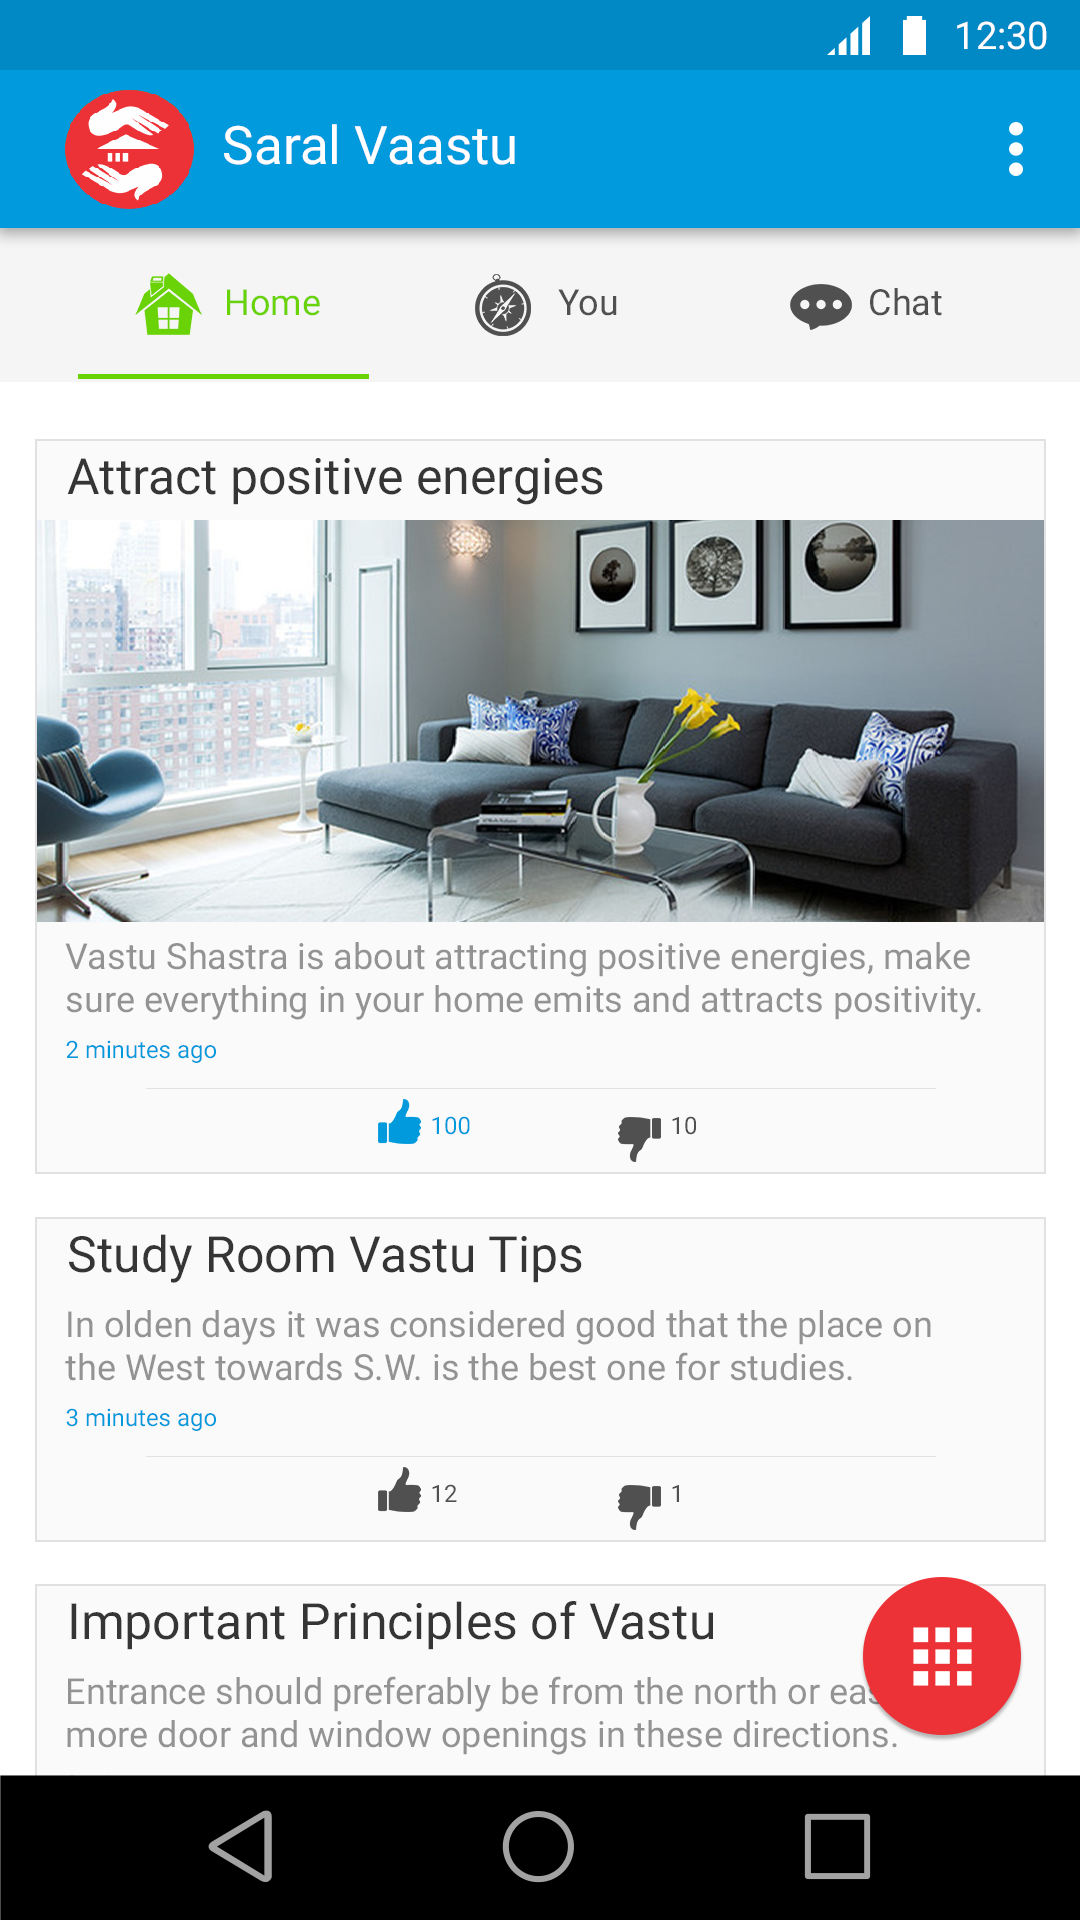 12:30
Saral Vaastu
Home
You
Chat
Attract positive energies
Vastu Shastra is about attracting positive energies, make
sure everything in your home emits and attracts positivity.
2 minutes ago
100
10
Study Room Vastu Tips
In olden days it was considered good that the place on
the West towards S.W. is the best one for studies.
3 minutes ago
12
1
Important Principles of Vastu
Entrance should preferably be from the north or
more door and window openings in these directions.